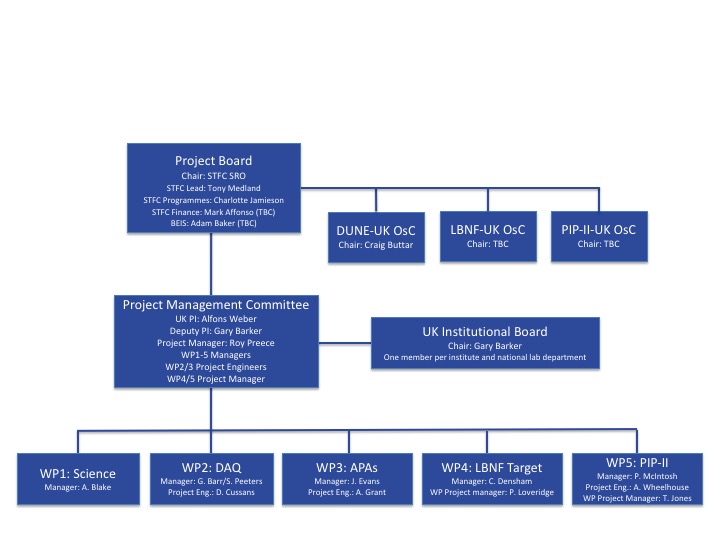 Project Board
Chair: STFC SRO
STFC Lead: Tony Medland
STFC Programmes: Charlotte Jamieson
STFC Finance: Mark Affonso (TBC)
BEIS: Adam Baker (TBC)
DUNE-UK OsC
Chair: Craig Buttar
LBNF-UK OsC
Chair: TBC
PIP-II-UK OsC
Chair: TBC
Project Management Committee
UK PI: Alfons Weber
Deputy PI: Gary Barker
Project Manager: Roy Preece
WP1-5 Managers
WP2/3 Project Engineers
WP4/5 Project Manager
UK Institutional Board
Chair: Gary Barker
One member per institute and national lab department
WP1: Science
Manager: A. Blake
WP2: DAQ
Manager: G. Barr/S. Peeters
Project Eng.: D. Cussans
WP3: APAs
Manager: J. Evans
Project Eng.: A. Grant
WP4: LBNF Target
Manager: C. Densham
WP Project manager: P. Loveridge
WP5: PIP-II
Manager: P. McIntosh
Project Eng.: A. Wheelhouse
WP Project Manager: T. Jones